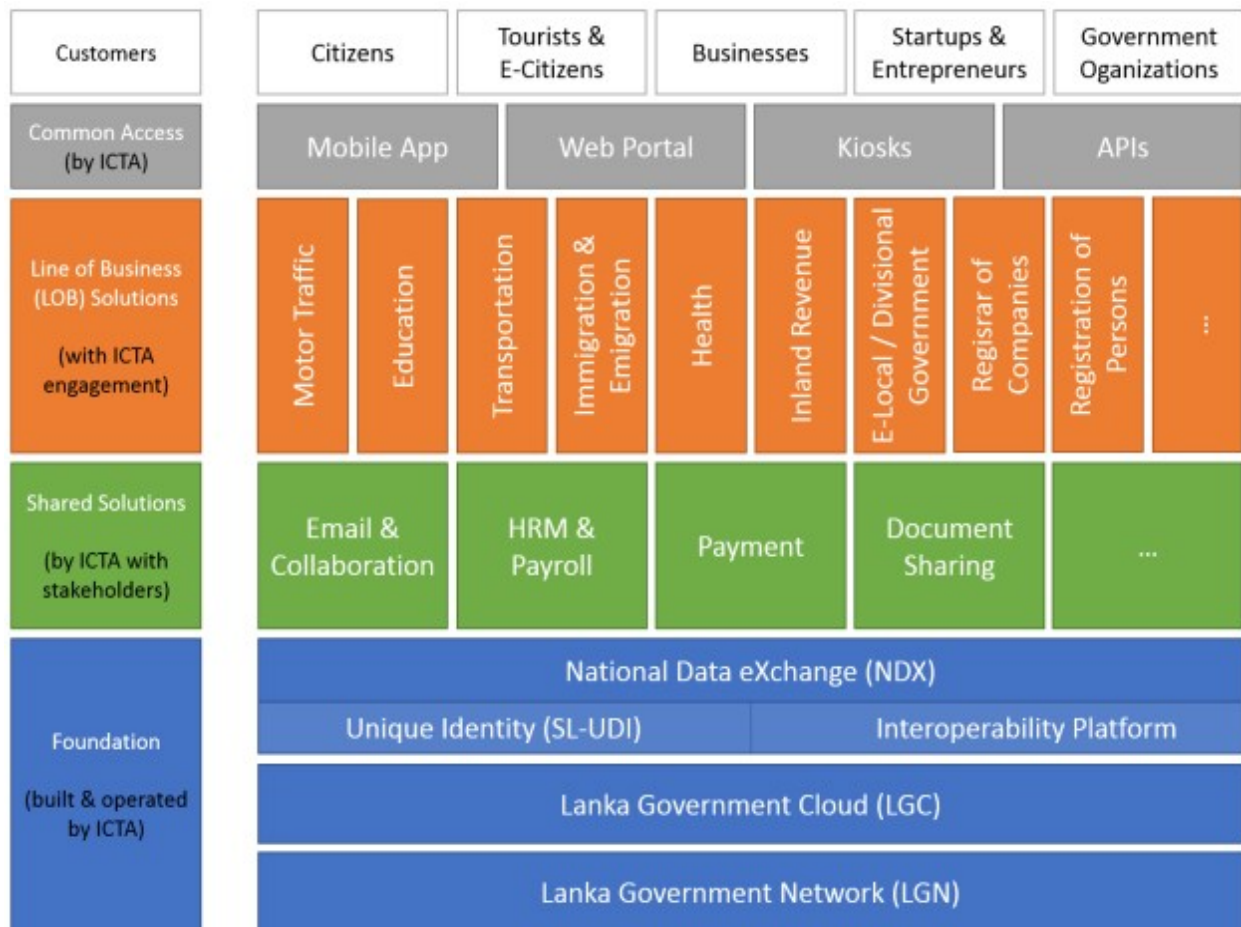 Customers
Citizens
Tourists &
E-Citizens
Businesses
Startups &
Entrepreneurs
Government
Oganizations
Common Access
(by ICTA)
Mobile App
Web Portal
Kiosks
APIs
Line of Business
(LOB) Solutions
(with ICTA
engagement)
Motor Traffic
Education
Transportation
Immigration &
Emigration
Health
Inland Revenue
E-Local / Divisional
Government
Regisrar of
Companies
Registration of
Persons
...
Shared Solutions
(by ICTA with
stakeholders)
Email &
Collaboration
HRM &
Payroll
Payment
Document
Sharing
...
Foundation
(built & operated
by ICTA)
National Data eXchange (NDX)
Unique Identity (SL-UDI)
Interoperability Platform
Lanka Government Cloud (LGC)
Lanka Government Network (LGN)